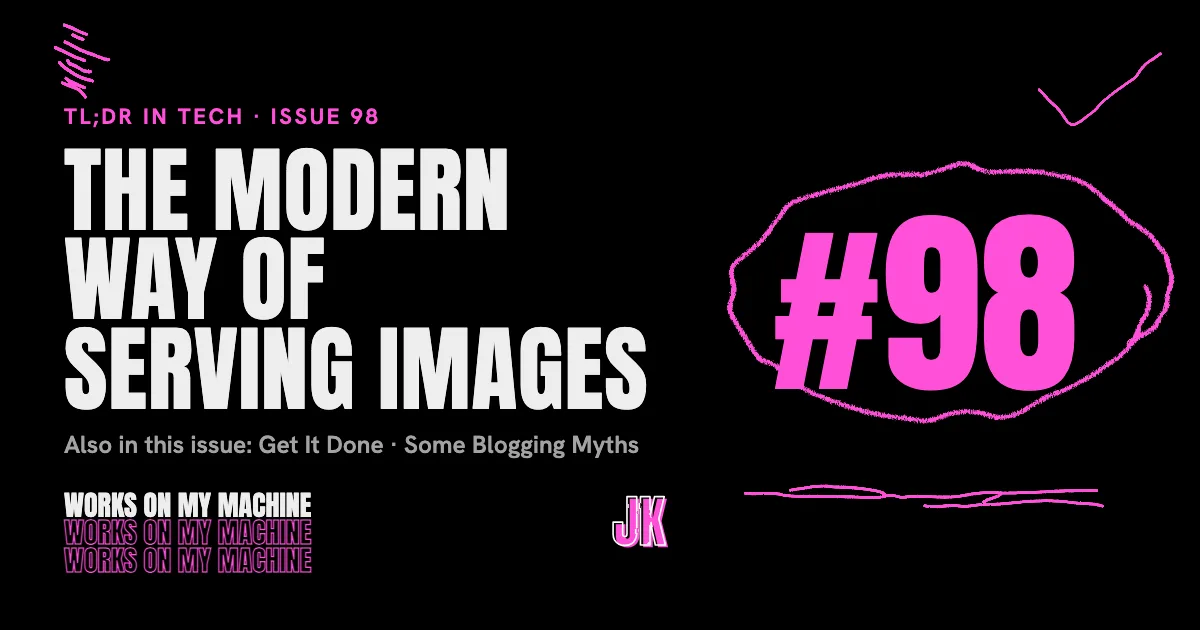 TL;DR IN TECH · ISSUE 98
THE MODERN
WAY OF
SERVING IMAGES
Also in this issue: Get It Done · Some Blogging Myths
WORKS ON MY MACHINE
WORKS ON MY MACHINE
WORKS ON MY MACHINE
JK
#98